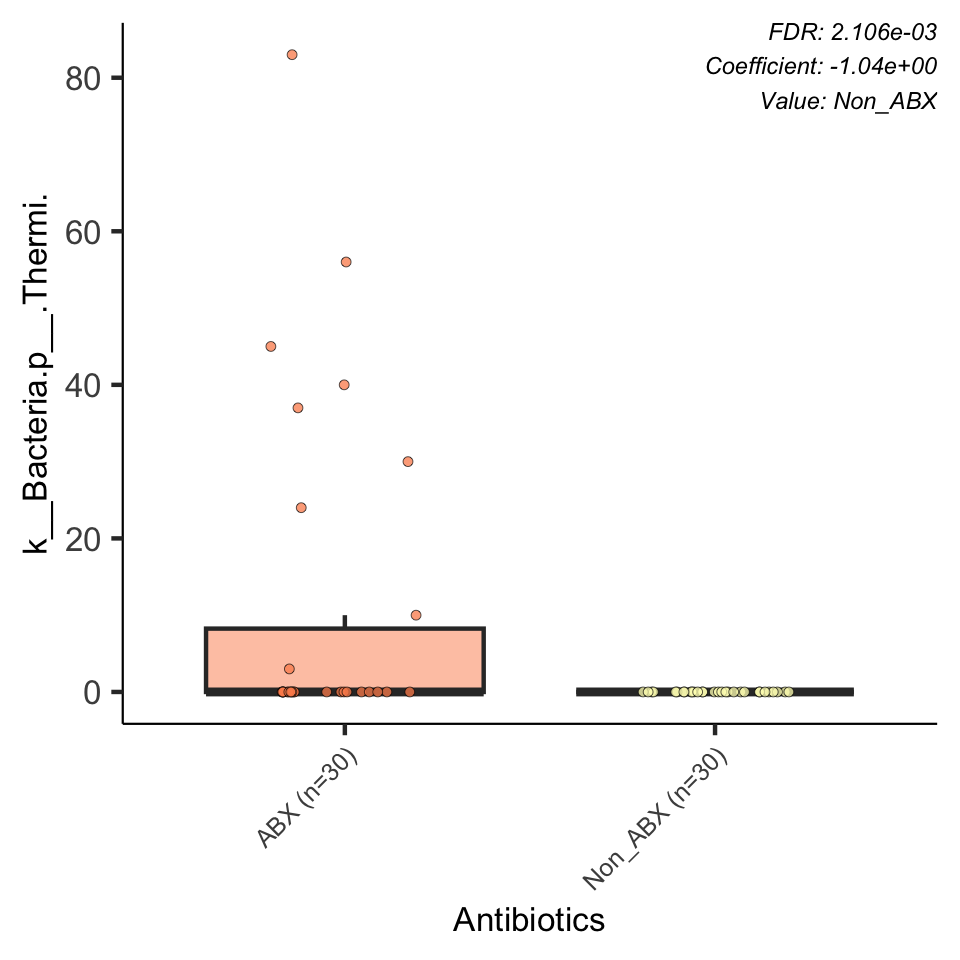 FDR: 2.106e-03
Coefficient: -1.04e+00
Value: Non_ABX
k__Bacteria.p__.Thermi.
80
60
40
20
0
ABX (n=30)
Non_ABX (n=30)
Antibiotics